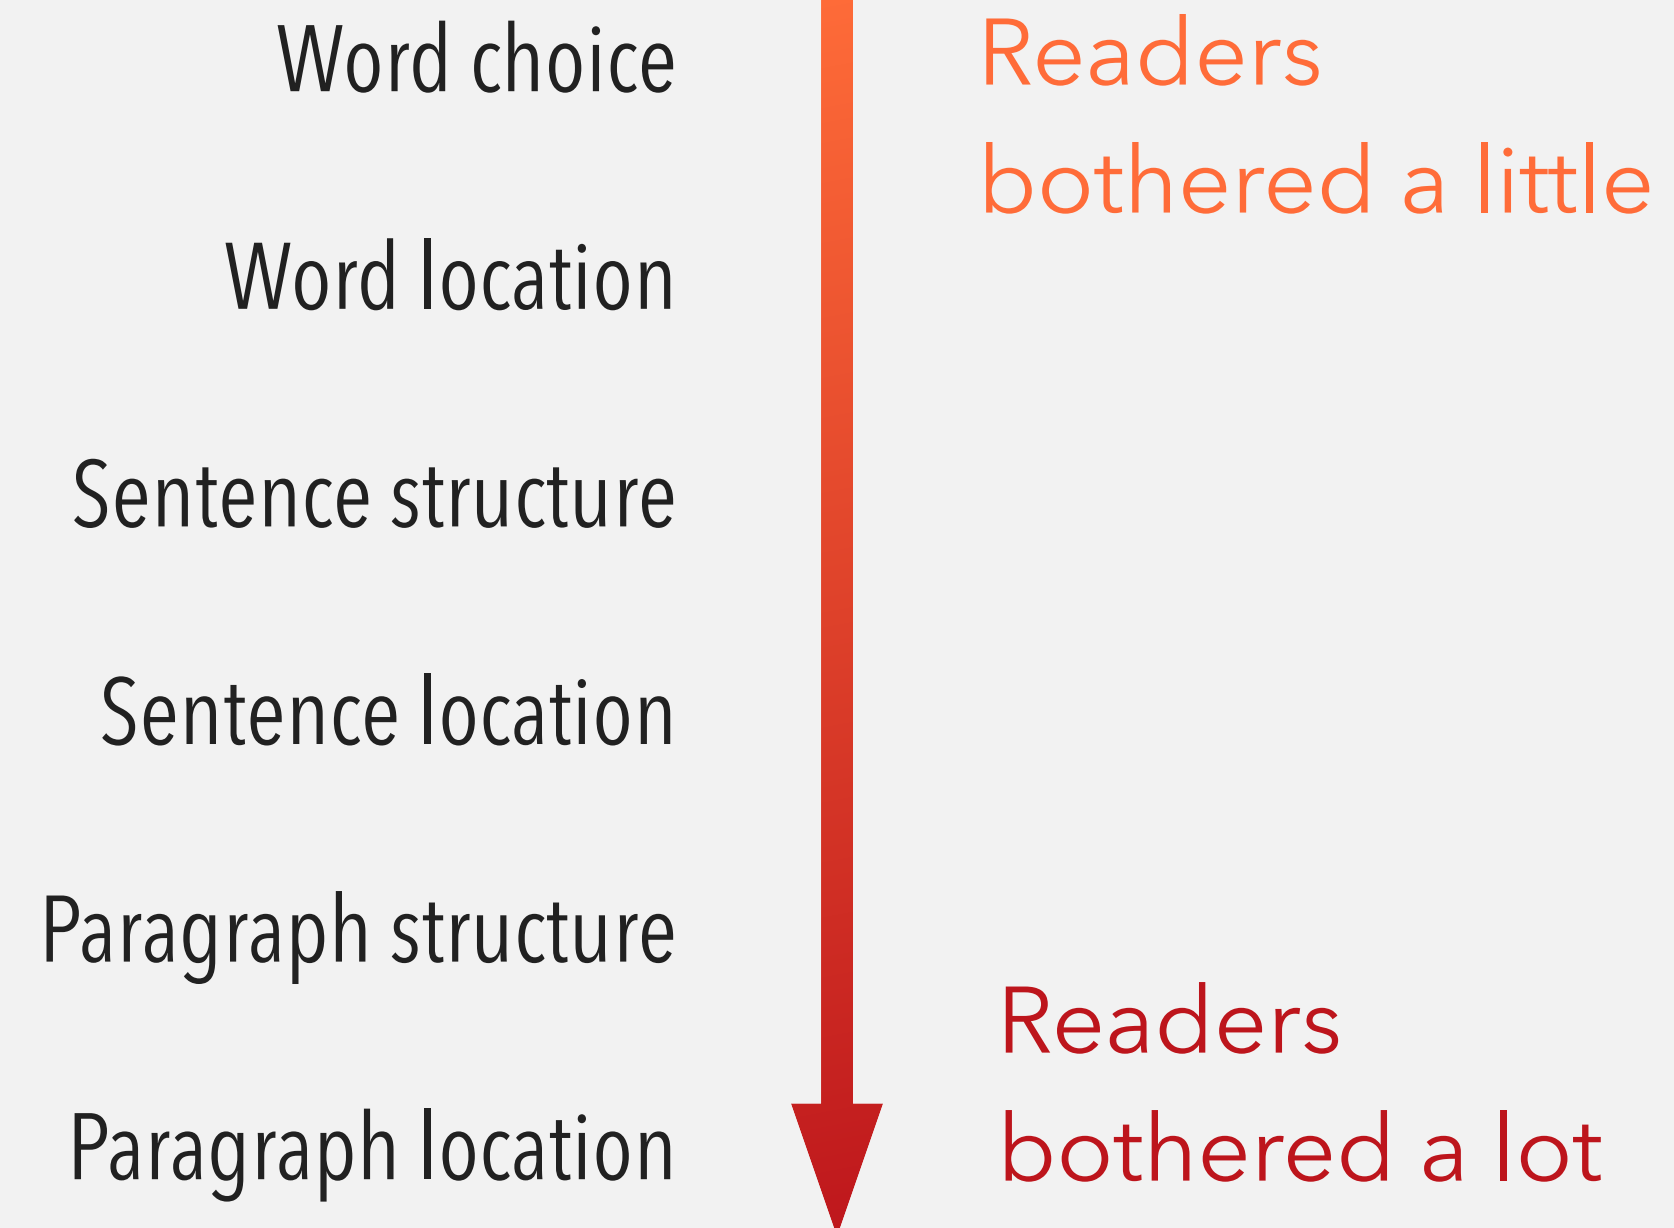 Word choice
Readers
bothered a little
Word location
Sentence structure
Sentence location
Paragraph structure
Paragraph location
Readers
bothered a lot